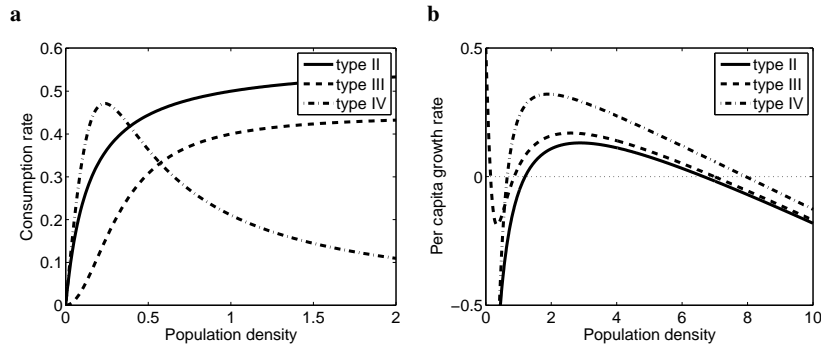 a
0.6
0.5
0.4
0.3
0.2
0.1
0
Consumption rate
0 0.5 1 1.5 2
Population density
type II
type III
type IV
b
0.5
0
−0.5
Per capita growth rate
0 2 4 6 8 10
Population density
type II
type III
type IV